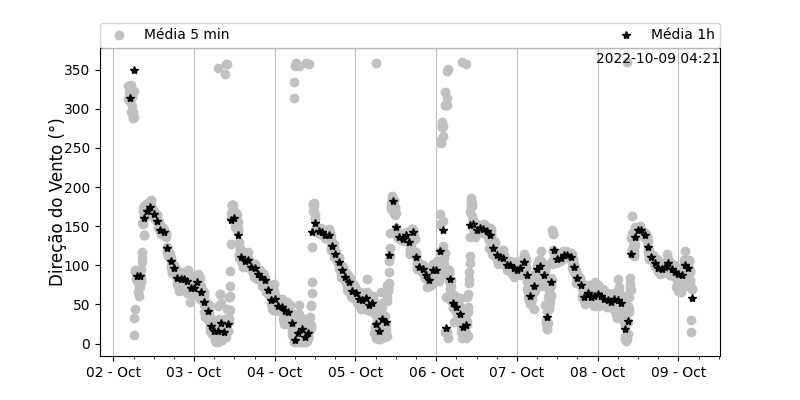 Média 5 min
Média 1h
2022-10-09 04:21
Direção do Vento (°)
350
300
250
200
150
100
50
0
02 - Oct
03 - Oct
04 - Oct
05 - Oct
06 - Oct
07 - Oct
08 - Oct
09 - Oct